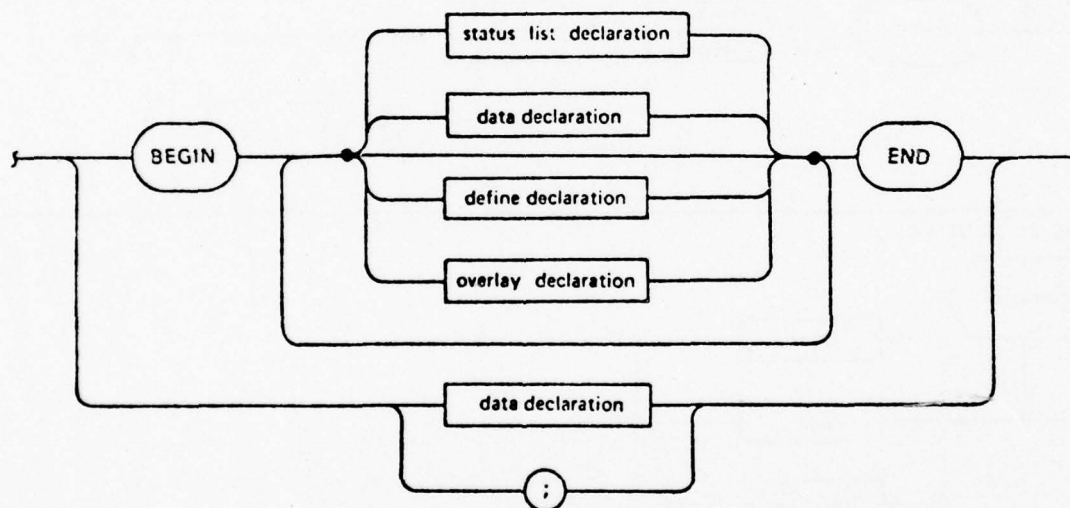 status list declaration
data declaration
BEGIN
END
define declaration
overlay declaration
data declaration
;